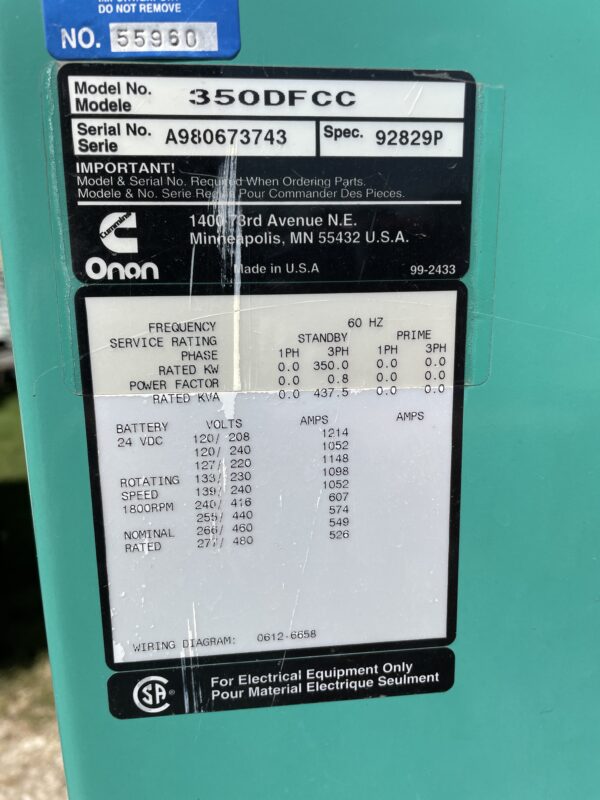 DO NOT REMOVE
NO. 55960
Model No. 350DFCC
Modele
Serial No. A980673743 Spec. 92829P
Serie
IMPORTANT!
Model & Serial No. Required When Ordering Parts.
Modele & No. Serie Requis Pour Commander Des Pieces.
Cummins
Onan
1400 73rd Avenue N.E.
Minneapolis, MN 55432 U.S.A.
Made in U.S.A 99-2433
FREQUENCY 60 HZ
SERVICE RATING STANDBY PRIME
PHASE 1PH 3PH 1PH 3PH
RATED KW 0.0 350.0 0.0 0.0
POWER FACTOR 0.0 0.8 0.0 0.0
RATED KVA 0.0 437.5 0.0 0.0
BATTERY VOLTS AMPS AMPS
24 VDC 120/ 208 1214
120/ 240 1052
127/ 220 1148
ROTATING 133/ 230 1098
SPEED 139/ 240 1052
1800RPM 240/ 416 607
255/ 440 574
NOMINAL 266/ 460 549
RATED 277/ 480 526
WIRING DIAGRAM: 0612-6658
CSA ®
For Electrical Equipment Only
Pour Material Electrique Seulment